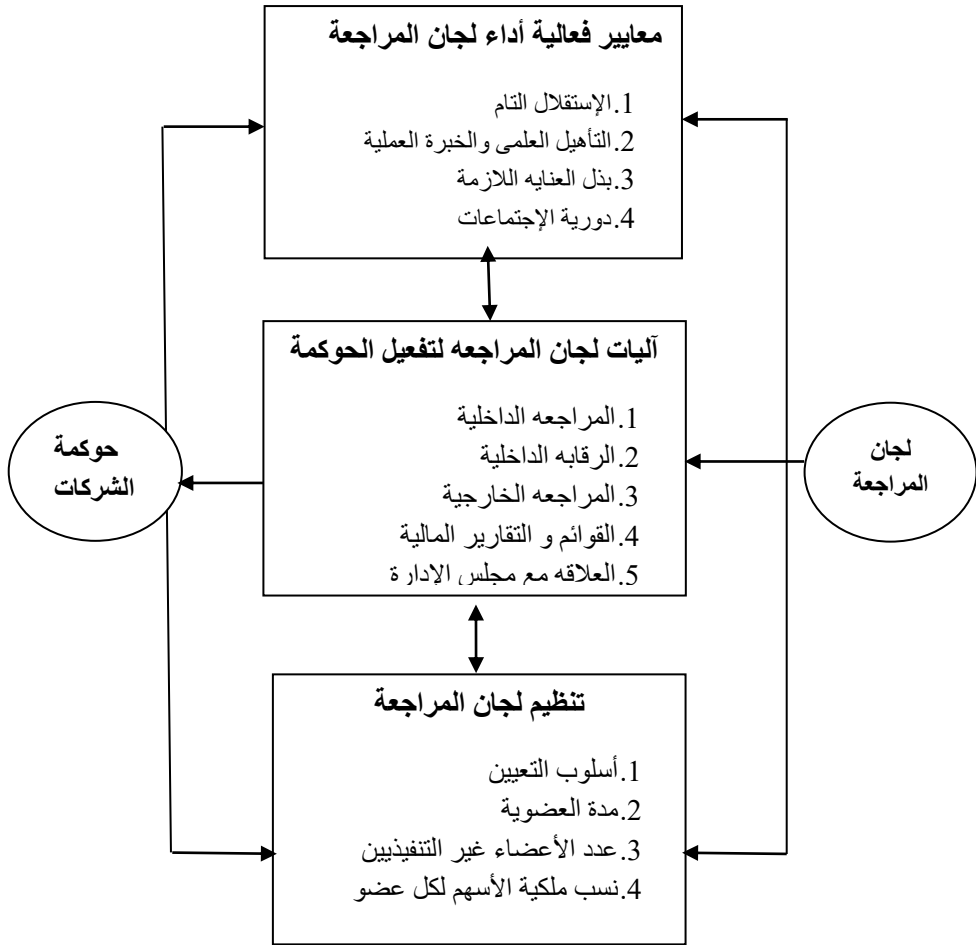 معايير فعالية أداء لجان المراجعة
1.الإستقلال التام
2.التأهيل العلمى والخبرة العملية
3.بذل العنايه اللازمة
4.دورية الإجتماعات
آليات لجان المراجعه لتفعيل الحوكمة
1.المراجعه الداخلية
2.الرقابه الداخلية
3.المراجعه الخارجية
4.القوائم و التقارير المالية
5.العلاقه مع مجلس الإدارة
لجان
المراجعة
حوكمة
الشركات
تنظيم لجان المراجعة
1.أسلوب التعيين
2.مدة العضوية
3.عدد الأعضاء غير التنفيذيين
4.نسب ملكية الأسهم لكل عضو